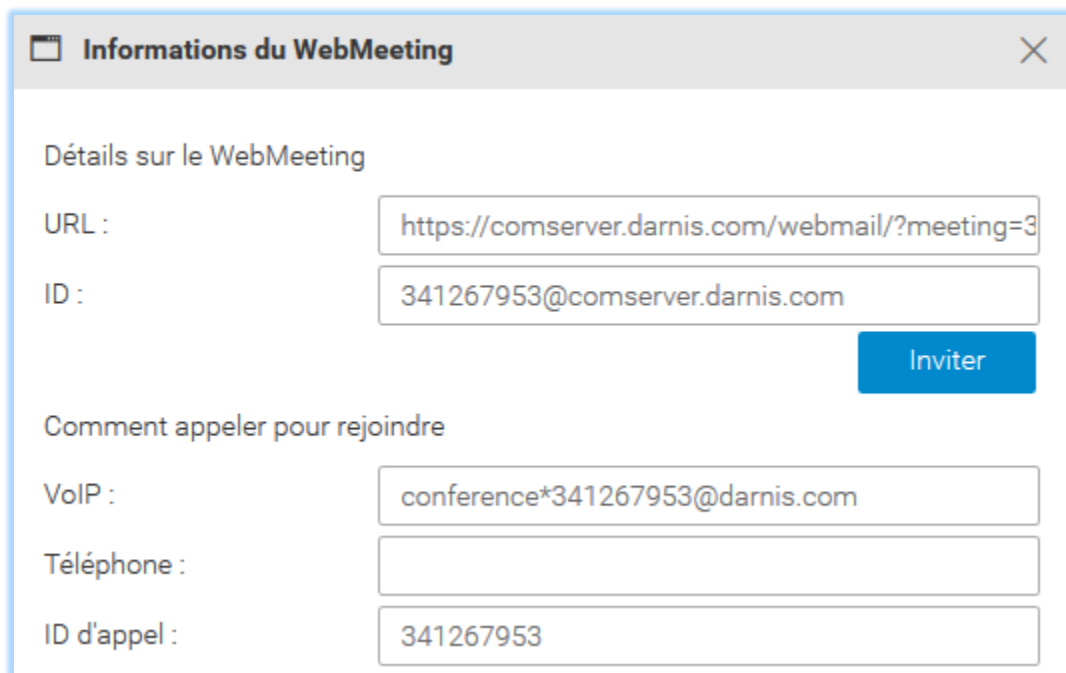 Informations du WebMeeting
Détails sur le WebMeeting
URL : https://comserver.darnis.com/webmail/?meeting=3
ID : 341267953@comserver.darnis.com
Inviter
Comment appeler pour rejoindre
VoIP : conference*341267953@darnis.com
Téléphone :
ID d'appel : 341267953